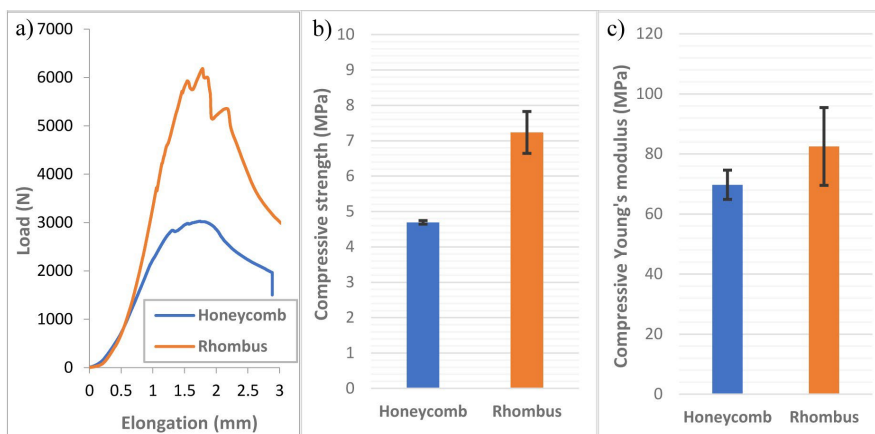 a)
7000
6000
5000
4000
3000
2000
1000
0
Load (N)
0 0.5 1 1.5 2 2.5 3
Elongation (mm)
Honeycomb
Rhombus
b)
10
9
8
7
6
5
4
3
2
1
0
Compressive strength (MPa)
Honeycomb Rhombus
c)
120
100
80
60
40
20
0
Compressive Young's modulus (MPa)
Honeycomb Rhombus